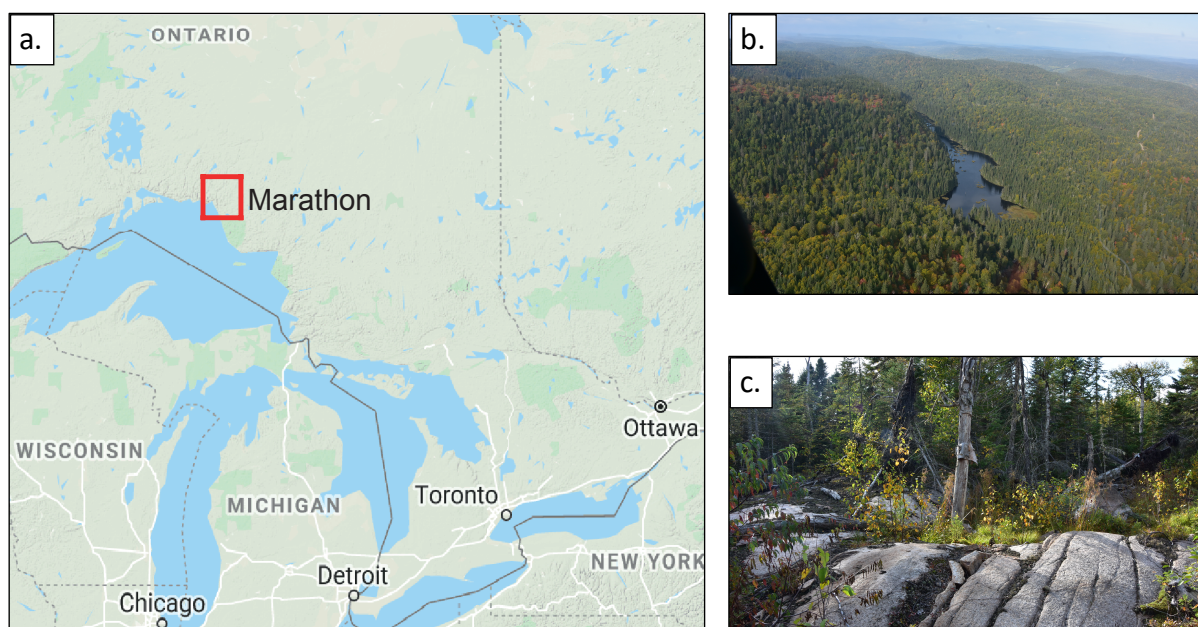 a.
ONTARIO
Marathon
WISCONSIN
MICHIGAN
Ottawa
Toronto
NEW YORK
Detroit
Chicago
b.
c.